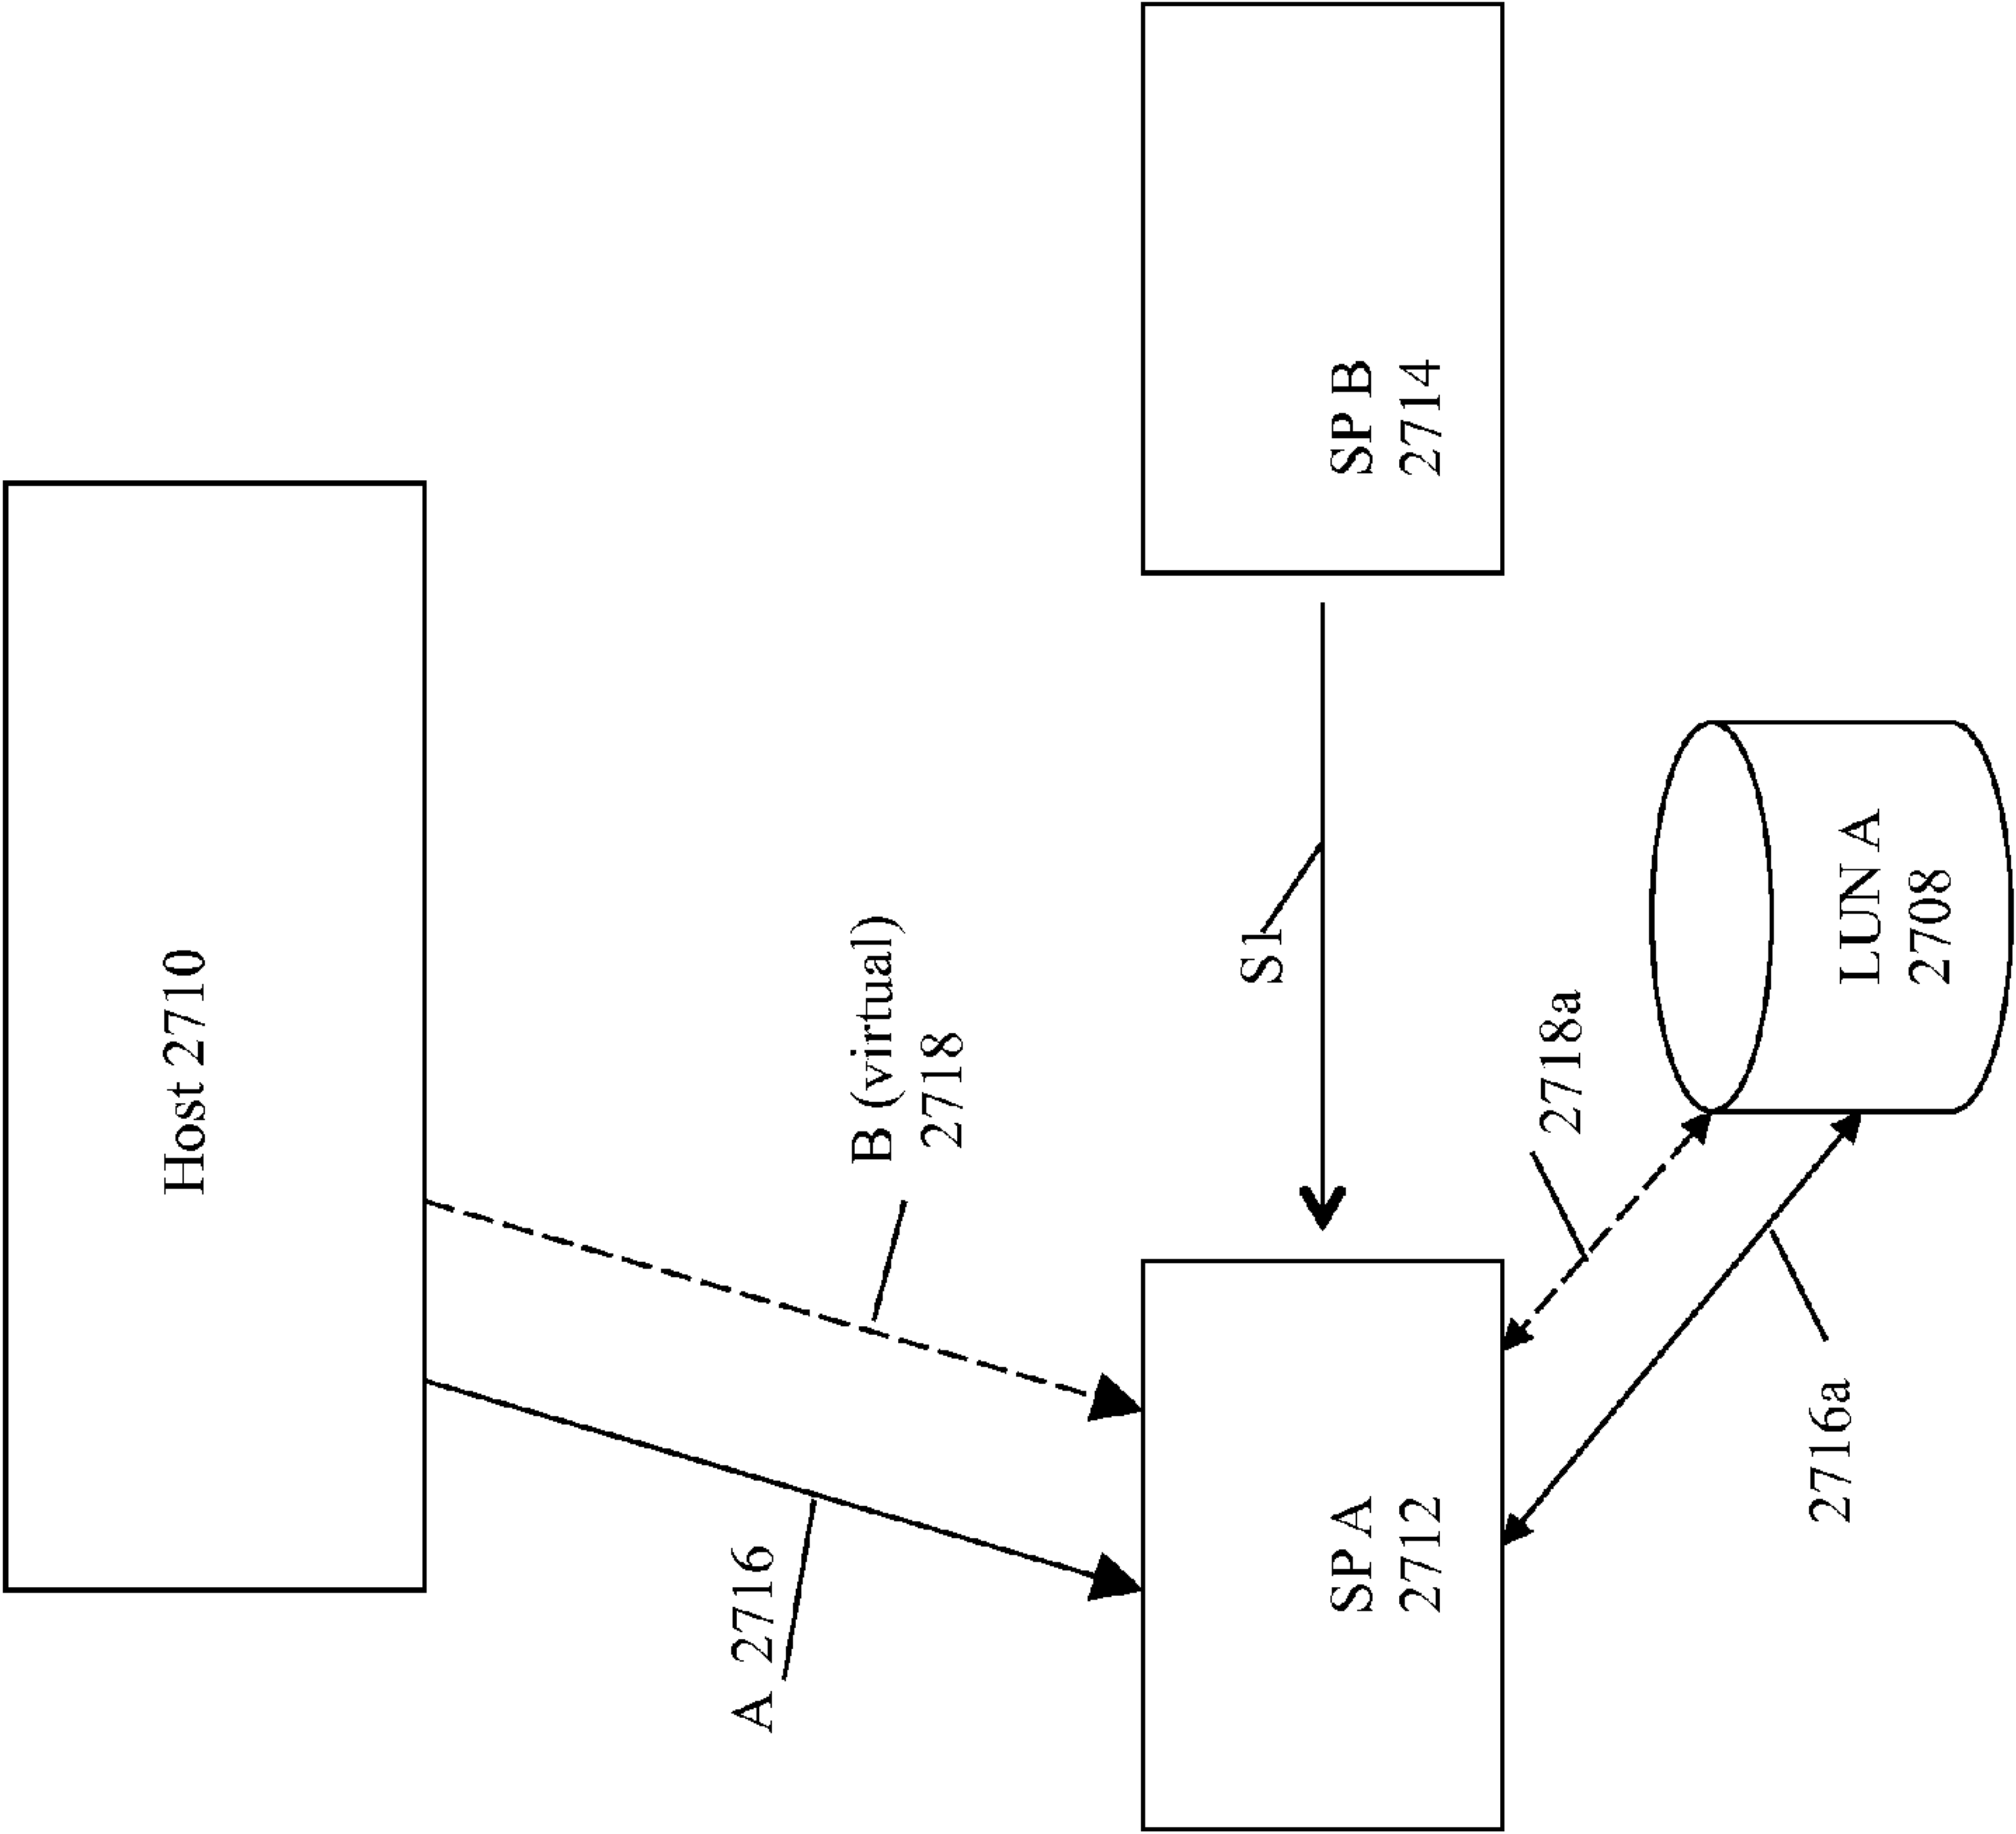 Host 2710
A 2716
B (virtual)
2718
S1
SP A
2712
SP B
2714
2718a
2716a
LUN A
2708